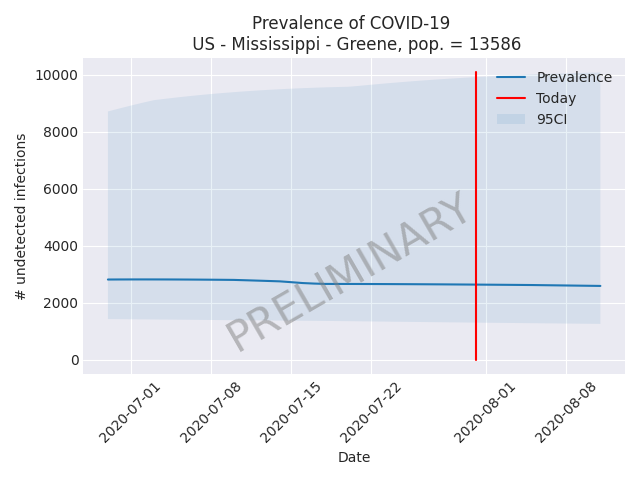 Prevalence of COVID-19
US - Mississippi - Greene, pop. = 13586
10000
8000
6000
4000
2000
0
# undetected infections
Prevalence
Today
95CI
PRELIMINARY
2020-07-01
2020-07-08
2020-07-15
2020-07-22
2020-08-01
2020-08-08
Date